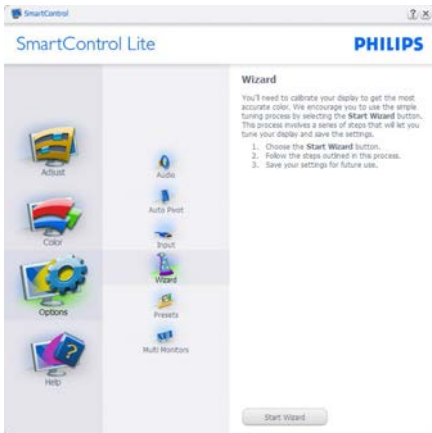 SmartControl
SmartControl Lite
PHILIPS
Adjust
Color
Options
Help
Audio
Auto Pivot
Input
Wizard
Presets
Multi Monitors
Wizard
You'll need to calibrate your display to get the most
accurate color. We encourage you to use the simple
tuning process by selecting the Start Wizard button.
This process involves a series of steps that will let you
tune your display and save the settings.
1. Choose the Start Wizard button.
2. Follow the steps outlined in this process.
3. Save your settings for future use.
Start Wizard